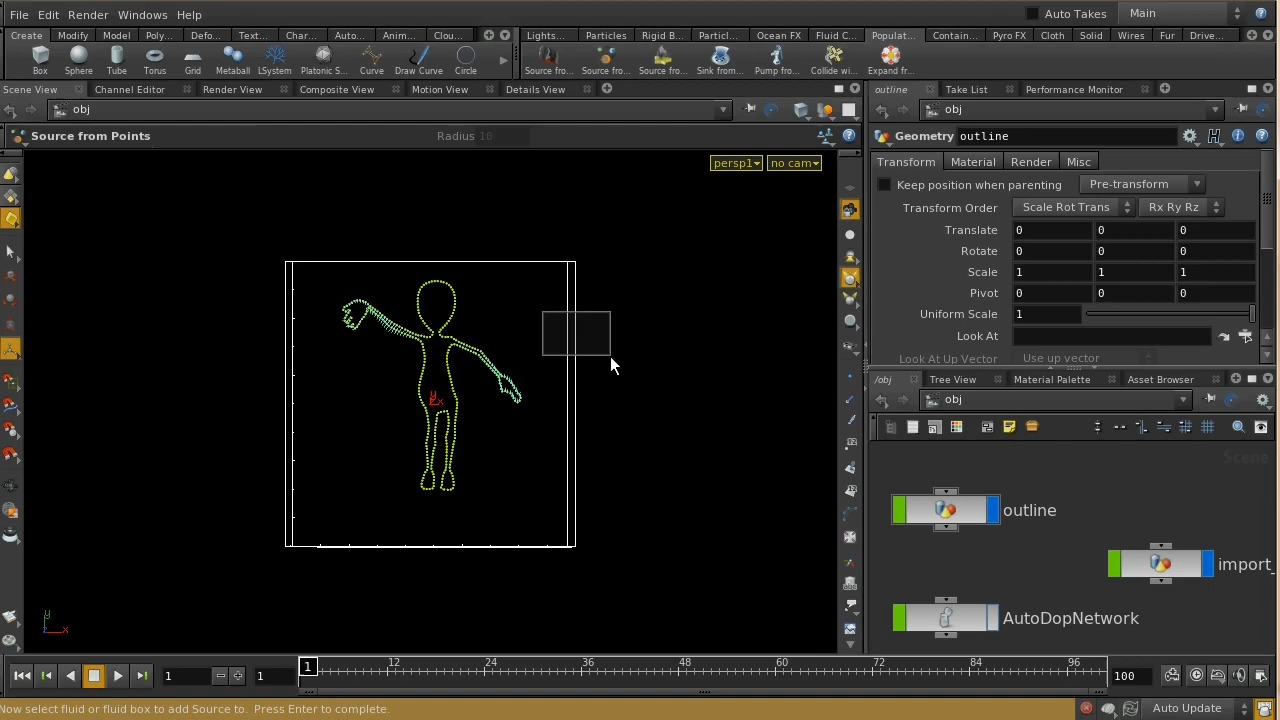 File Edit Render Windows Help Auto Takes Main
Create Modify Model Poly... Defo... Text... Char... Auto... Anim... Clou... Lights... Particles Rigid B... Particl... Ocean FX Fluid C... Populat... Contain... Pyro FX Cloth Solid Wires Fur Drive...
Box Sphere Tube Torus Grid Metaball LSystem Platonic S... Curve Draw Curve Circle Source fro... Source fro... Source fro... Sink from... Pump fro... Collide wi... Expand fr...
Scene View Channel Editor Render View Composite View Motion View Details View outline Take List Performance Monitor
obj obj
Source from Points Radius 10 Geometry outline
persp1 no cam Transform Material Render Misc
Keep position when parenting Pre-transform
Transform Order Scale Rot Trans Rx Ry Rz
Translate 0 0 0
Rotate 0 0 0
Scale 1 1 1
Pivot 0 0 0
Uniform Scale 1
Look At
Look At Up Vector Use up vector
/obj Tree View Material Palette Asset Browser
obj
Scene
outline
import_
AutoDopNetwork
y x
y x
1 1 1 12 24 36 48 60 72 84 96 100
Now select fluid or fluid box to add Source to. Press Enter to complete. Auto Update